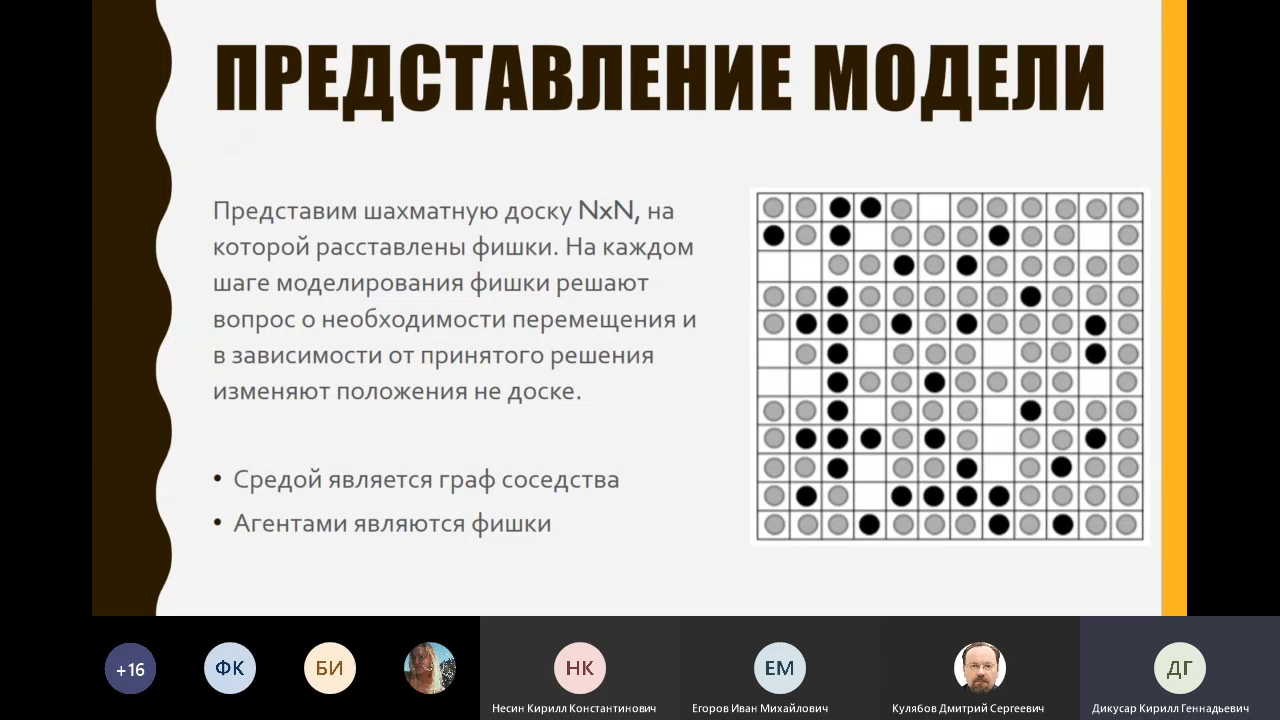 ПРЕДСТАВЛЕНИЕ МОДЕЛИ
Представим шахматную доску NxN, на
которой расставлены фишки. На каждом
шаге моделирования фишки решают
вопрос о необходимости перемещения и
в зависимости от принятого решения
изменяют положения не доске.
• Средой является граф соседства
• Агентами являются фишки
+16
ФК
БИ
НК
ЕМ
ДГ
Несин Кирилл Константинович
Егоров Иван Михайлович
Кулябов Дмитрий Сергеевич
Дикусар Кирилл Геннадьевич